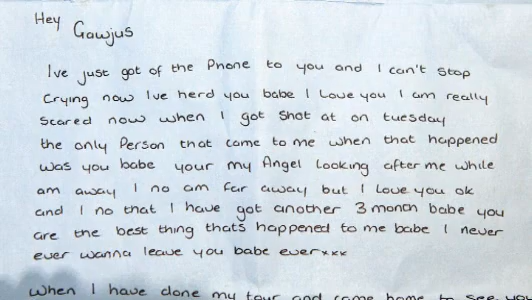 Hey Gawjus
Ive just got of the Phone to you and I can't stop
Crying now Ive herd you babe I Love you I am really
Scared now when I got Shot at on tuesday
the only Person that came to me when that happened
was you babe your my Angel Looking after me while
am away I no am far away but I Love you ok
and I no that I have got another 3 month babe you
are the best thing thats happened to me babe I never
ever wanna leave you babe ever xxx
When I have done my tour and come home to see you